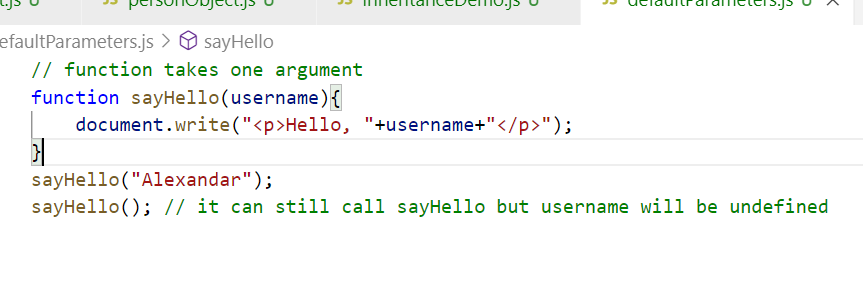 t.js U JS personObject.js U JS inheritanceDemo.js U JS defaultParameters.js U
efaultParameters.js > sayHello
// function takes one argument
function sayHello(username){
document.write("<p>Hello, "+username+"</p>");
}
sayHello("Alexandar");
sayHello(); // it can still call sayHello but username will be undefined